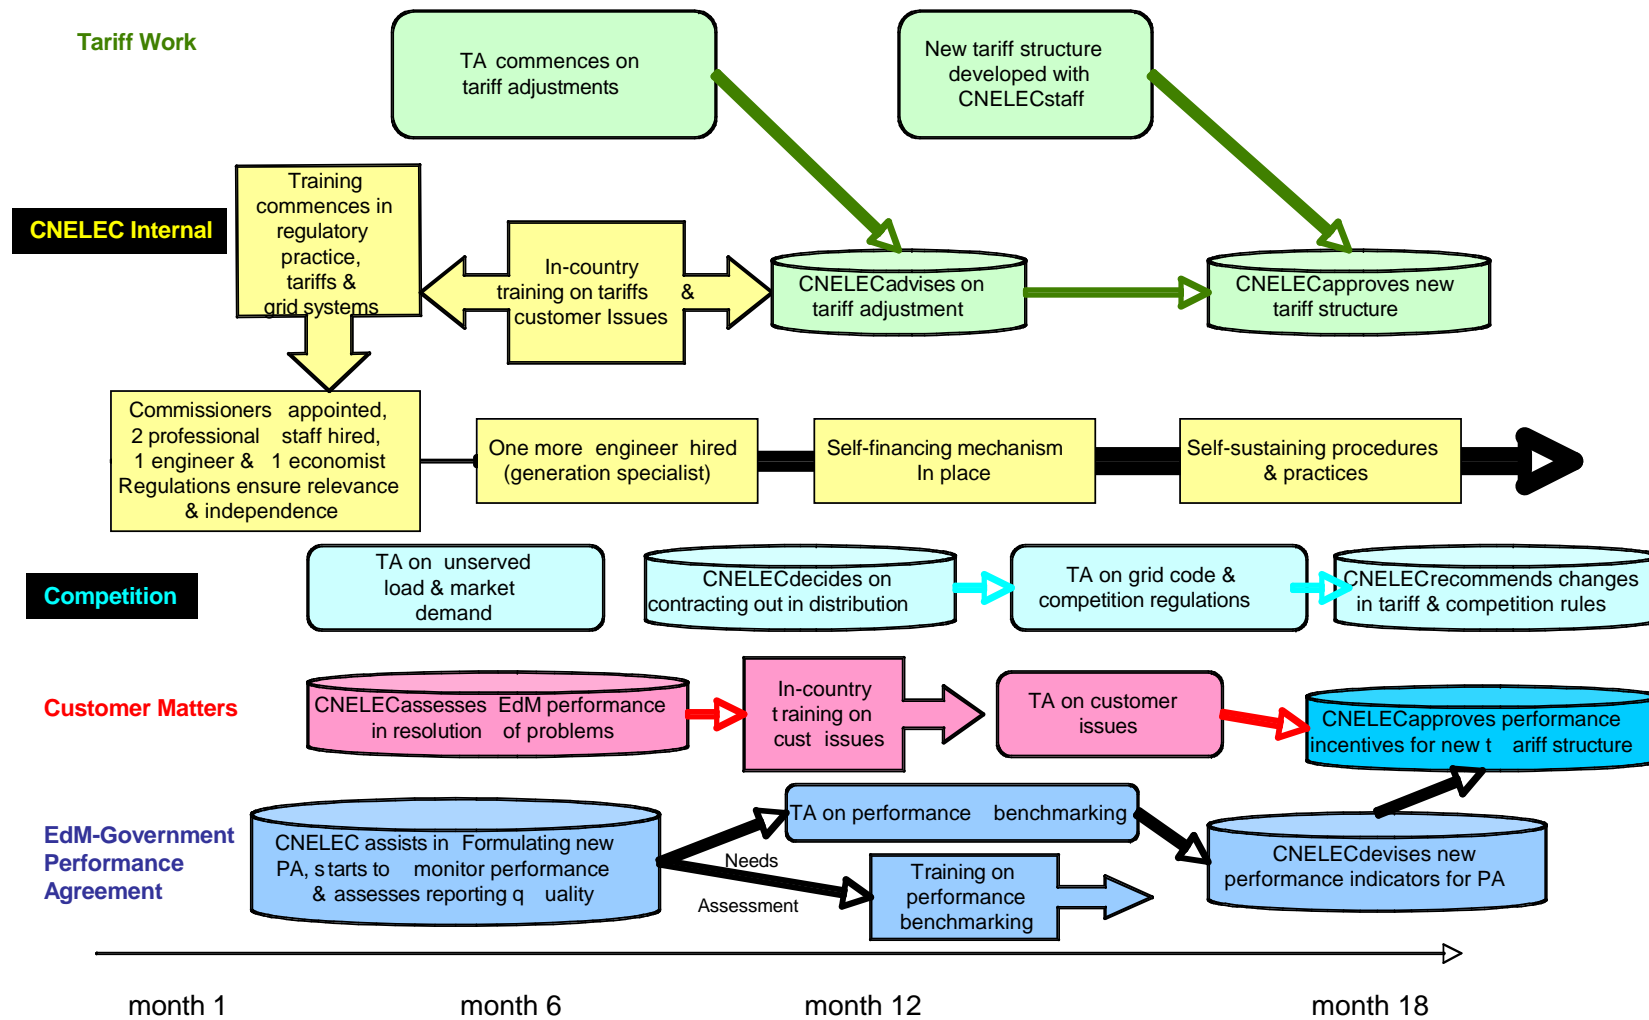 Tariff Work
TA commences on
tariff adjustments
New tariff structure
developed with
CNELECstaff
CNELEC Internal
Training
commences in
regulatory
practice,
tariffs &
grid systems
In-country
training on tariffs &
customer Issues
CNELECadvises on
tariff adjustment
CNELECapproves new
tariff structure
Commissioners appointed,
2 professional staff hired,
1 engineer & 1 economist
Regulations ensure relevance
& independence
One more engineer hired
(generation specialist)
Self-financing mechanism
In place
Self-sustaining procedures
& practices
Competition
TA on unserved
load & market
demand
CNELECdecides on
contracting out in distribution
TA on grid code &
competition regulations
CNELECrecommends changes
in tariff & competition rules
Customer Matters
CNELECassesses EdM performance
in resolution of problems
In-country
training on
cust issues
TA on customer
issues
CNELECapproves performance
incentives for new t ariff structure
EdM-Government
Performance
Agreement
CNELEC assists in Formulating new
PA, starts to monitor performance
& assesses reporting q uality
Needs
Assessment
TA on performance benchmarking
Training on
performance
benchmarking
CNELECdevises new
performance indicators for PA
month 1
month 6
month 12
month 18